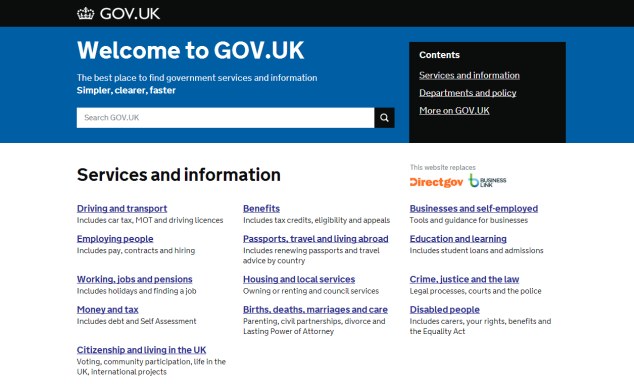 GOV.UK
Welcome to GOV.UK
The best place to find government services and information
Simpler, clearer, faster
Search GOV.UK
Contents
Services and information
Departments and policy
More on GOV.UK
Services and information
This website replaces
Directgov
BUSINESS
LINK
Driving and transport
Includes car tax, MOT and driving licences
Benefits
Includes tax credits, eligibility and appeals
Businesses and self-employed
Tools and guidance for businesses
Employing people
Includes pay, contracts and hiring
Passports, travel and living abroad
Includes renewing passports and travel
advice by country
Education and learning
Includes student loans and admissions
Working, jobs and pensions
Includes holidays and finding a job
Housing and local services
Owning or renting and council services
Crime, justice and the law
Legal processes, courts and the police
Money and tax
Includes debt and Self Assessment
Births, deaths, marriages and care
Parenting, civil partnerships, divorce and
Lasting Power of Attorney
Disabled people
Includes carers, your rights, benefits and
the Equality Act
Citizenship and living in the UK
Voting, community participation, life in the
UK, international projects